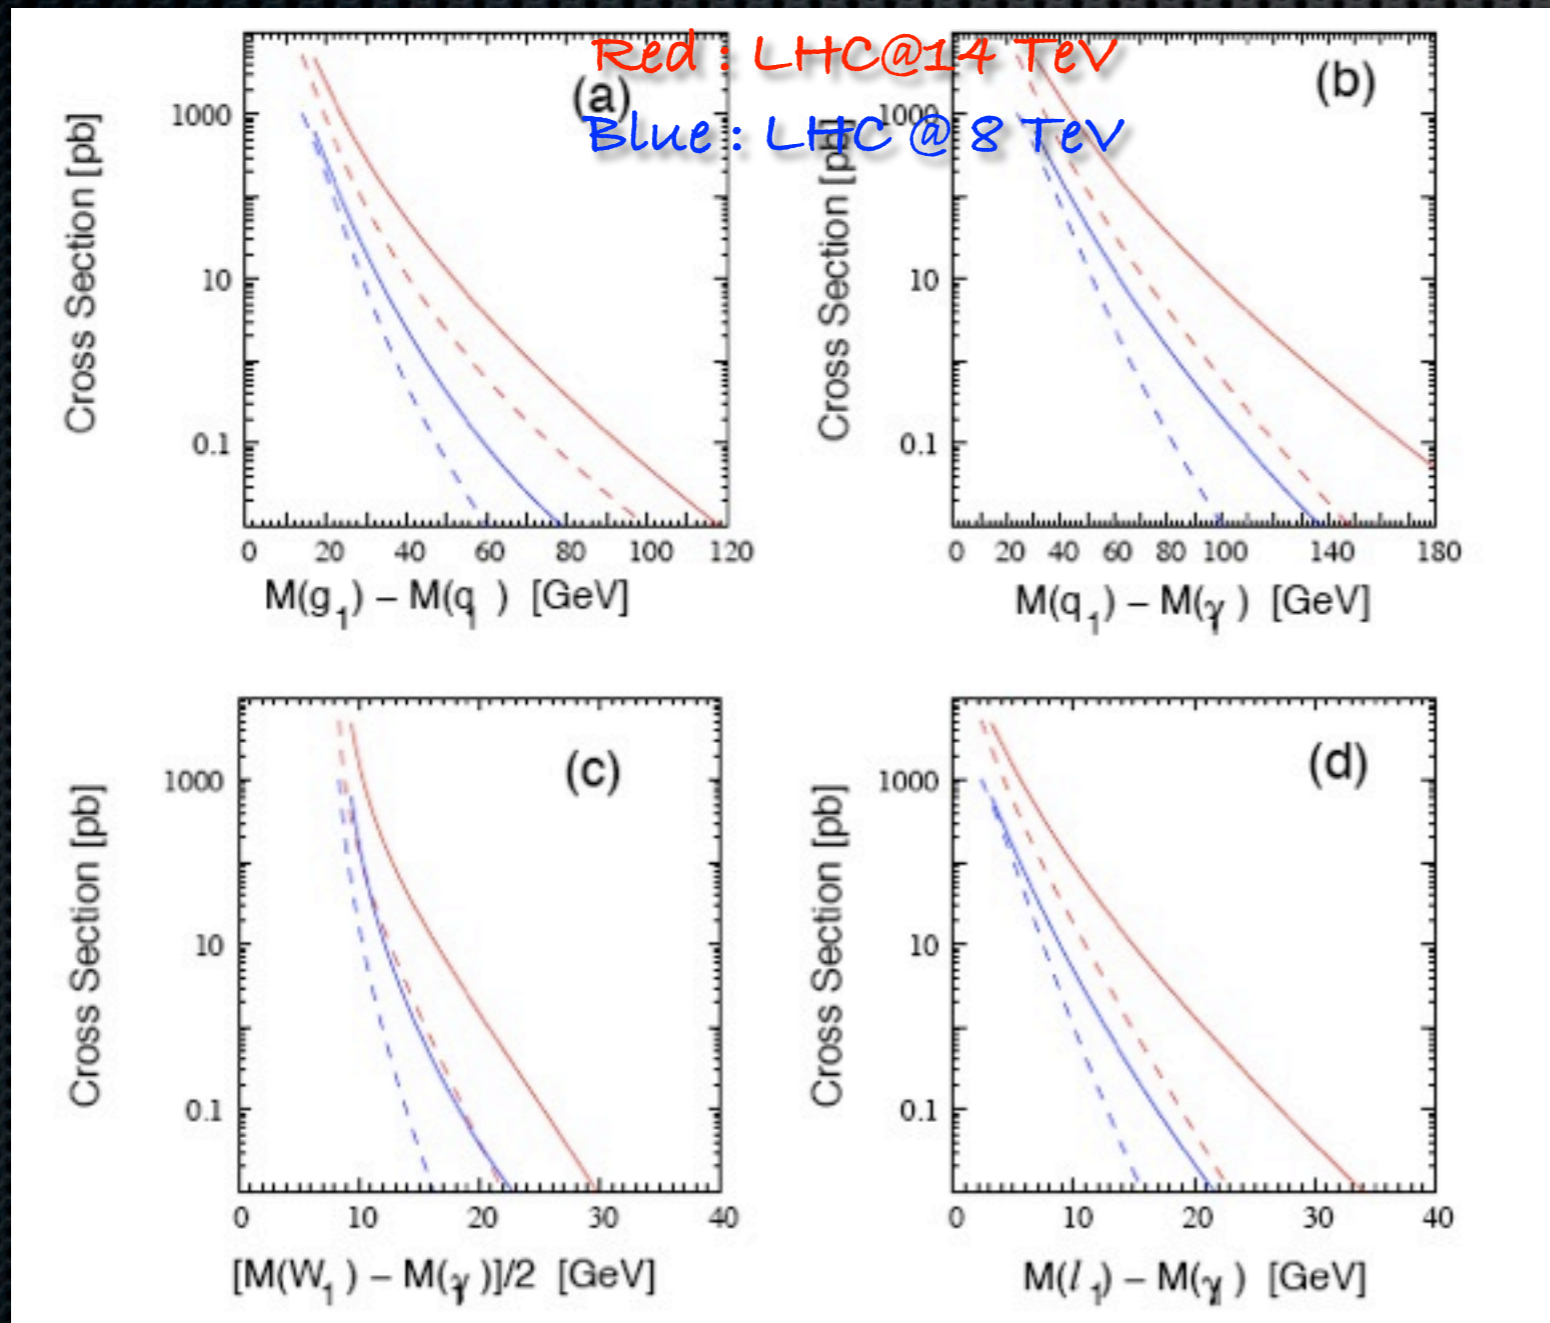 Red : LHC@14 TeV
Blue : LHC @ 8 TeV
(a)
Cross Section [pb]
1000
10
0.1
0 20 40 60 80 100 120
M(g1) – M(q1) [GeV]
(b)
Cross Section [pb]
1000
10
0.1
0 20 40 60 80 100 140 180
M(q1) – M(γ1) [GeV]
(c)
Cross Section [pb]
1000
10
0.1
0 10 20 30 40
[M(W1) – M(γ1)]/2 [GeV]
(d)
Cross Section [pb]
1000
10
0.1
0 10 20 30 40
M(l1) – M(γ1) [GeV]